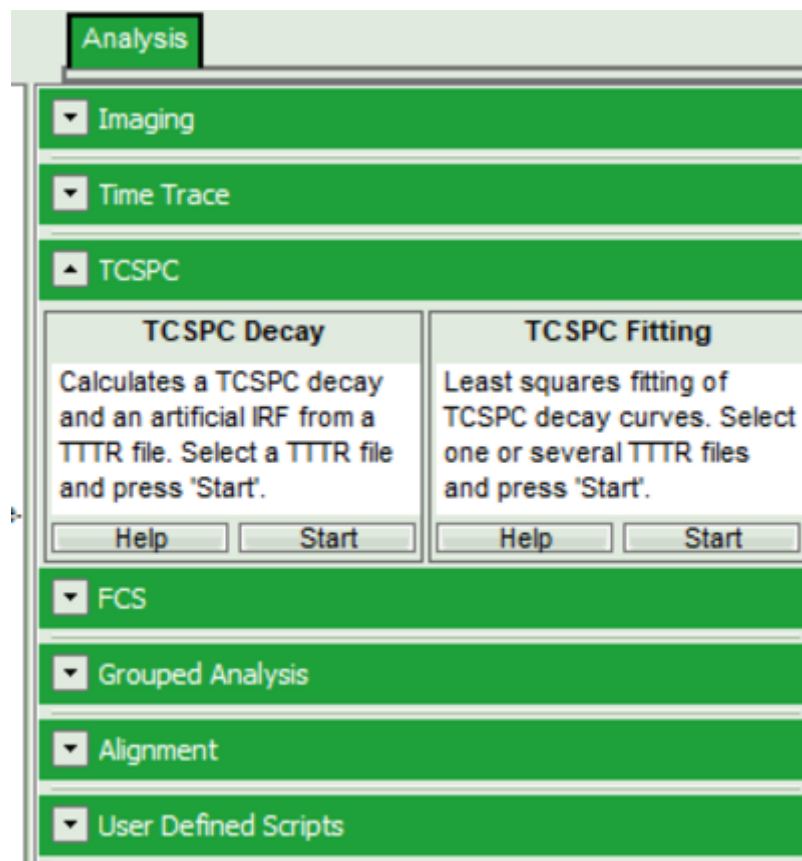 Analysis
Imaging
Time Trace
TCSPC
TCSPC Decay
Calculates a TCSPC decay
and an artificial IRF from a
TTTR file. Select a TTTR file
and press 'Start'.
Help Start
TCSPC Fitting
Least squares fitting of
TCSPC decay curves. Select
one or several TTTR files
and press 'Start'.
Help Start
FCS
Grouped Analysis
Alignment
User Defined Scripts